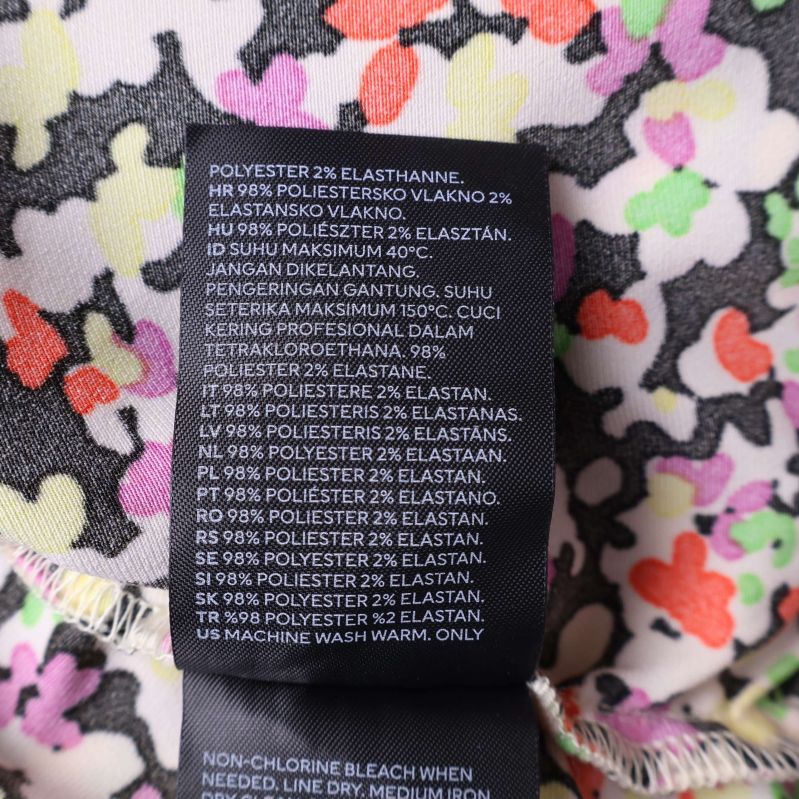 POLYESTER 2% ELASTHANNE.
HR 98% POLIESTERSKO VLAKNO 2%
ELASTANSKO VLAKNO.
HU 98% POLIÉSZTER 2% ELASZTÁN.
ID SUHU MAKSIMUM 40°C.
JANGAN DIKELANTANG.
PENGERINGAN GANTUNG. SUHU
SETERIKA MAKSIMUM 150°C. CUCI
KERING PROFESIONAL DALAM
TETRAKLOROETHANA. 98%
POLIESTER 2% ELASTANE.
IT 98% POLIESTERE 2% ELASTAN.
LT 98% POLIESTERIS 2% ELASTANAS.
LV 98% POLIESTERIS 2% ELASTĀNS.
NL 98% POLYESTER 2% ELASTAAN.
PL 98% POLIESTER 2% ELASTAN.
PT 98% POLIÉSTER 2% ELASTANO.
RO 98% POLIESTER 2% ELASTAN.
RS 98% POLIESTER 2% ELASTAN.
SE 98% POLYESTER 2% ELASTAN.
SI 98% POLIESTER 2% ELASTAN.
SK 98% POLYESTER 2% ELASTAN.
TR %98 POLYESTER %2 ELASTAN.
US MACHINE WASH WARM. ONLY
NON-CHLORINE BLEACH WHEN
NEEDED. LINE DRY. MEDIUM IRON